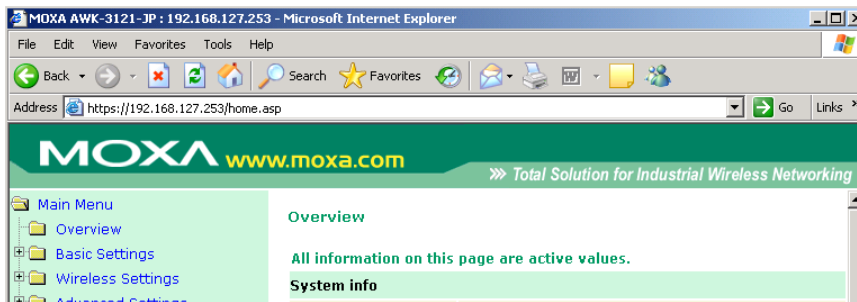 MOXA AWK-3121-JP : 192.168.127.253 - Microsoft Internet Explorer
File Edit View Favorites Tools Help
Back Search Favorites
Address https://192.168.127.253/home.asp Go Links »
MOXA www.moxa.com
Total Solution for Industrial Wireless Networking
Main Menu
Overview
Basic Settings
Wireless Settings
Advanced Settings
Overview
All information on this page are active values.
System info